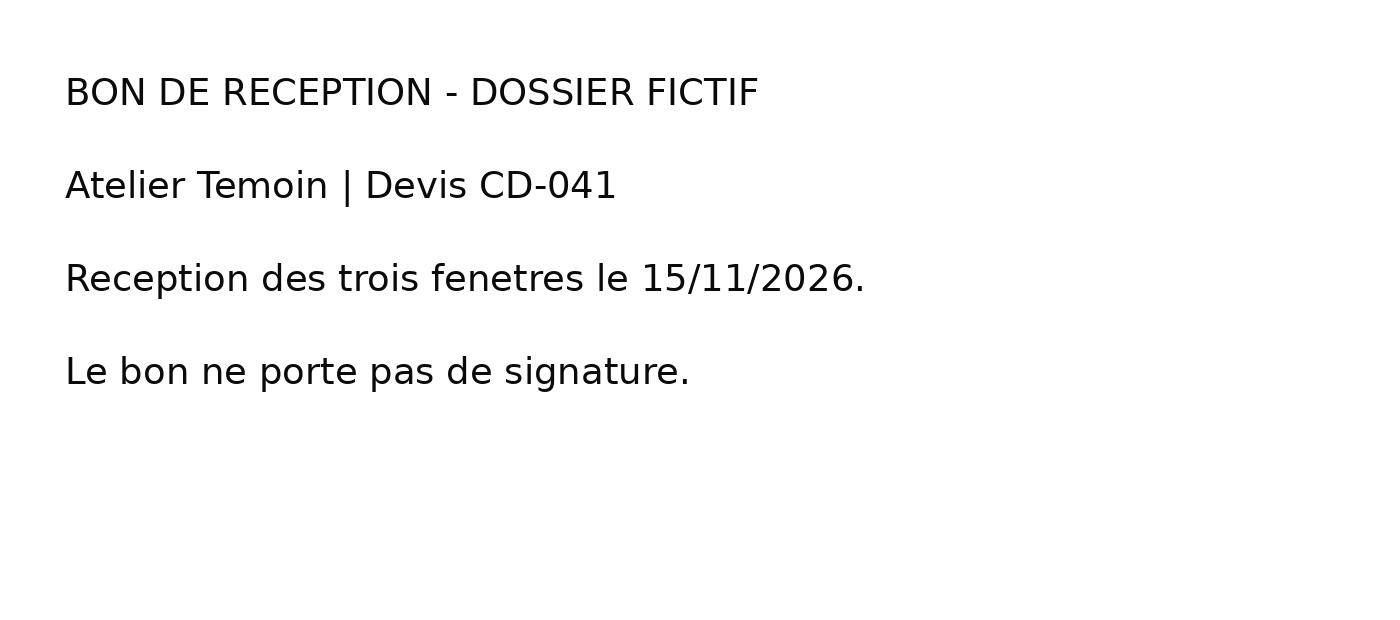 BON DE RECEPTION - DOSSIER FICTIF
Atelier Temoin | Devis CD-041
Reception des trois fenetres le 15/11/2026.
Le bon ne porte pas de signature.